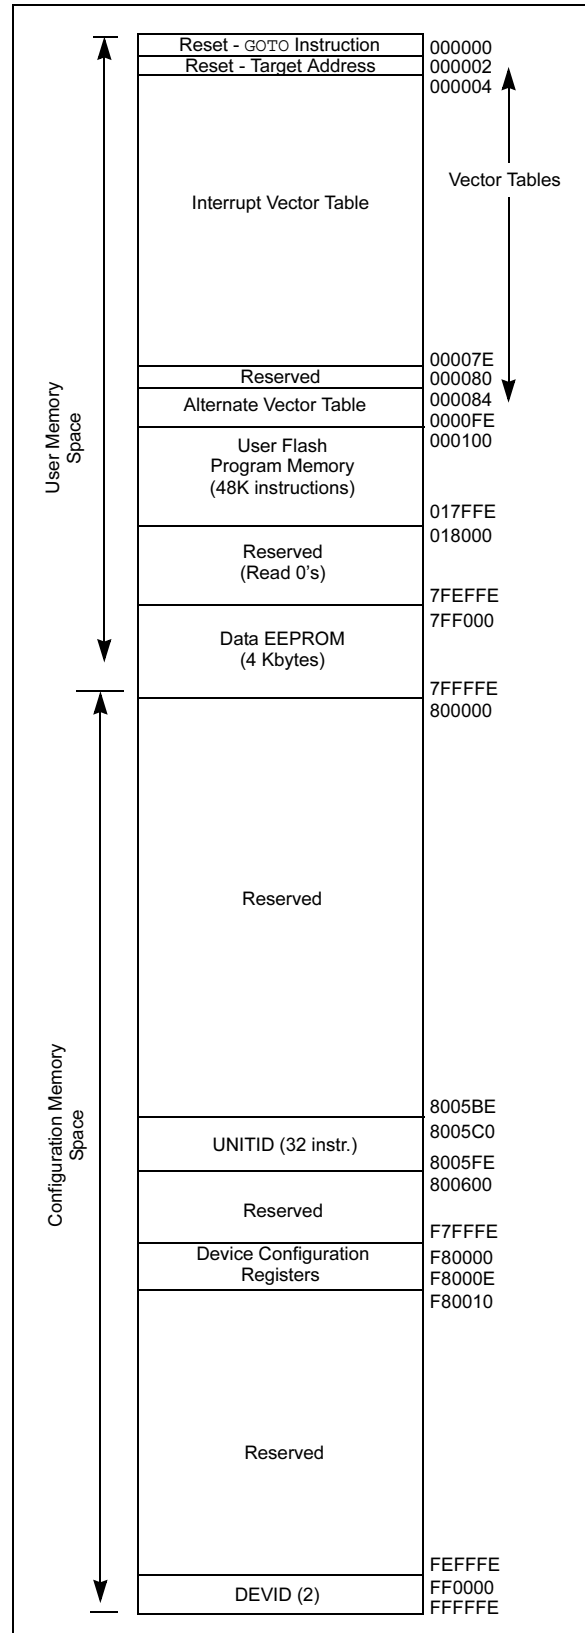 Reset - GOTO Instruction
000000
Reset - Target Address
000002
000004
Vector Tables
Interrupt Vector Table
00007E
Reserved
000080
Alternate Vector Table
000084
0000FE
User Flash
Program Memory
(48K instructions)
000100
017FFE
018000
Reserved
(Read 0's)
7FEFFE
7FF000
Data EEPROM
(4 Kbytes)
7FFFFE
User Memory
Space
800000
Reserved
8005BE
8005C0
UNITID (32 instr.)
8005FE
800600
Reserved
F7FFFE
Device Configuration
Registers
F80000
F8000E
F80010
Reserved
FEFFFE
FF0000
DEVID (2)
FFFFFE
Configuration Memory
Space